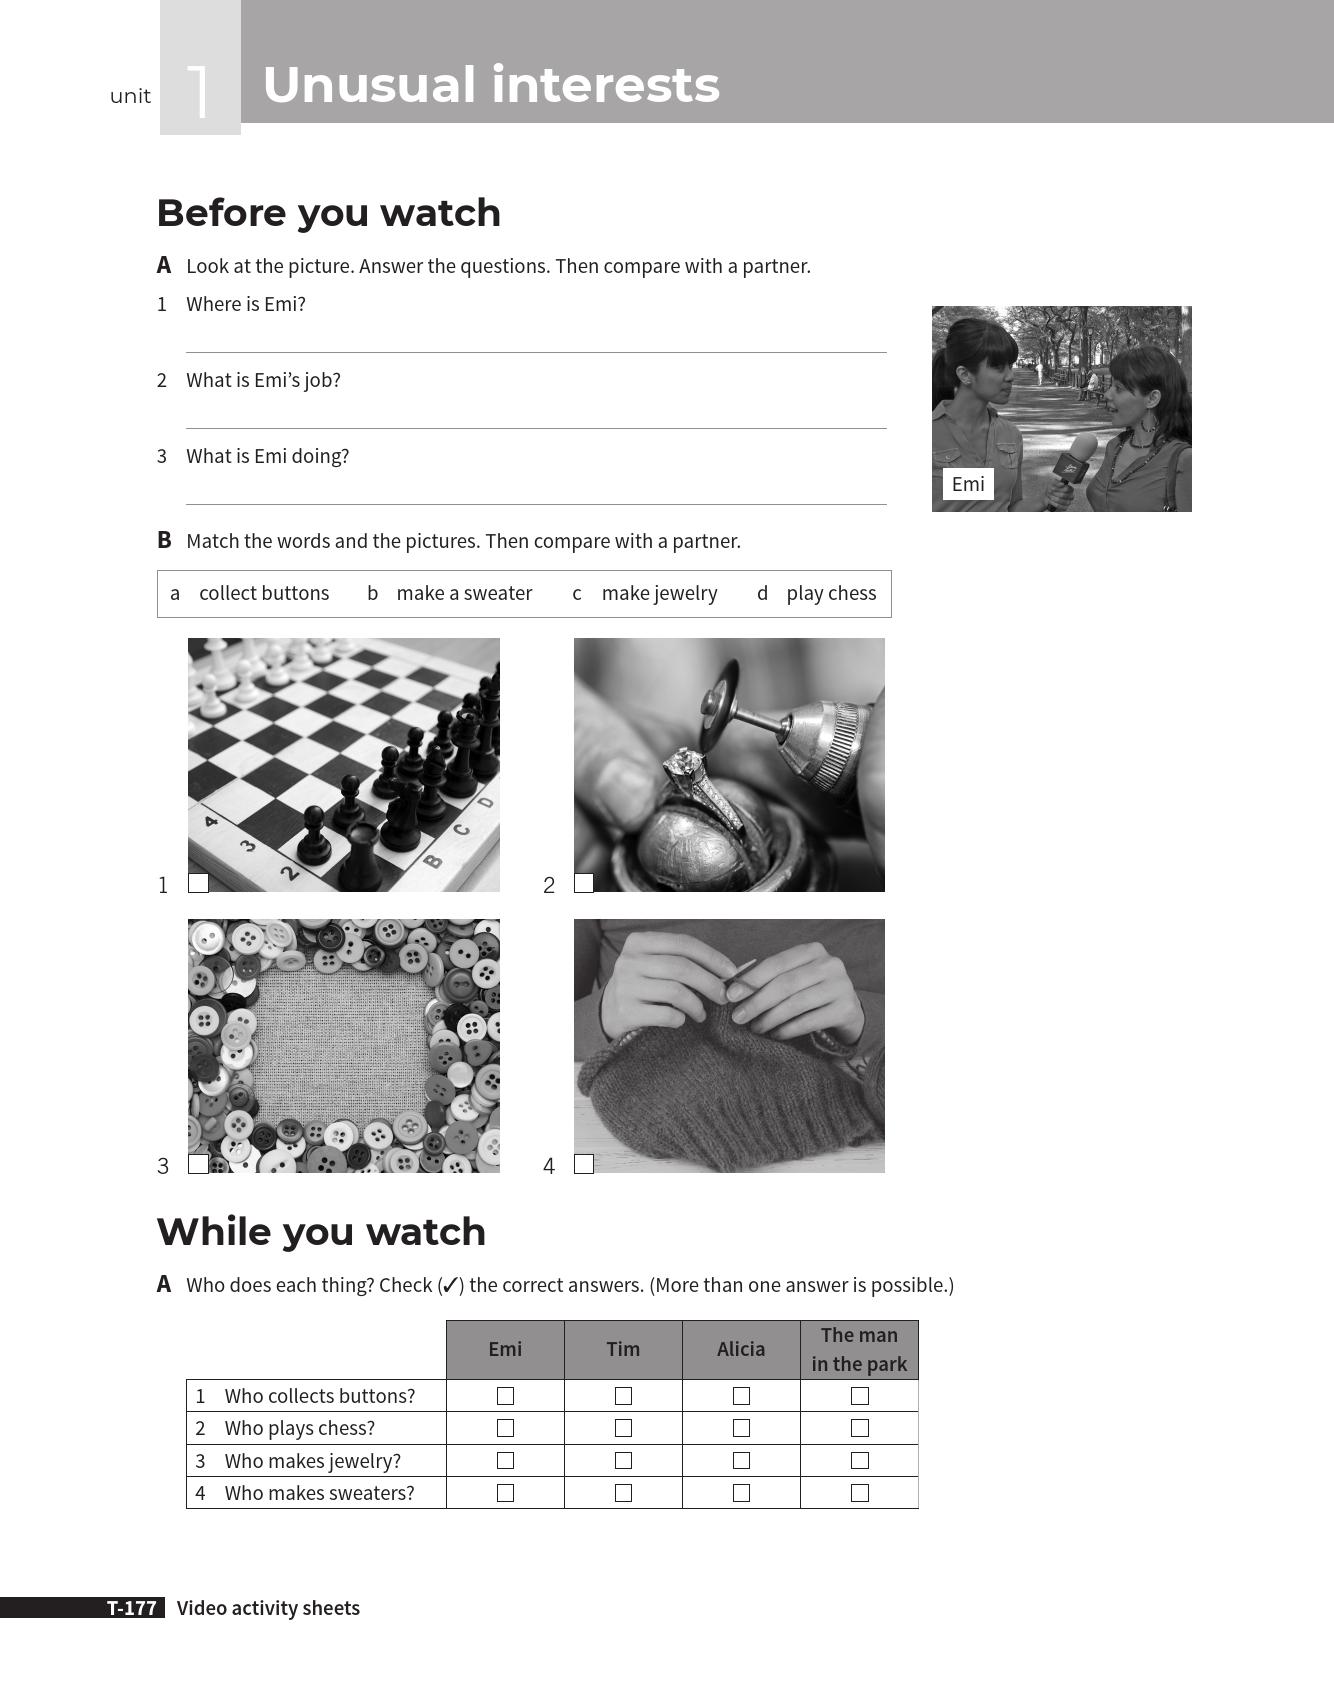 unit 1 Unusual interests
Before you watch
A Look at the picture. Answer the questions. Then compare with a partner.
1 Where is Emi?
2 What is Emi’s job?
3 What is Emi doing?
Emi
B Match the words and the pictures. Then compare with a partner.
a collect buttons b make a sweater c make jewelry d play chess
4
3
2
B
C
D
1
2
3
4
While you watch
A Who does each thing? Check (✓) the correct answers. (More than one answer is possible.)
Emi Tim Alicia The man
in the park
1 Who collects buttons?
2 Who plays chess?
3 Who makes jewelry?
4 Who makes sweaters?
T-177 Video activity sheets